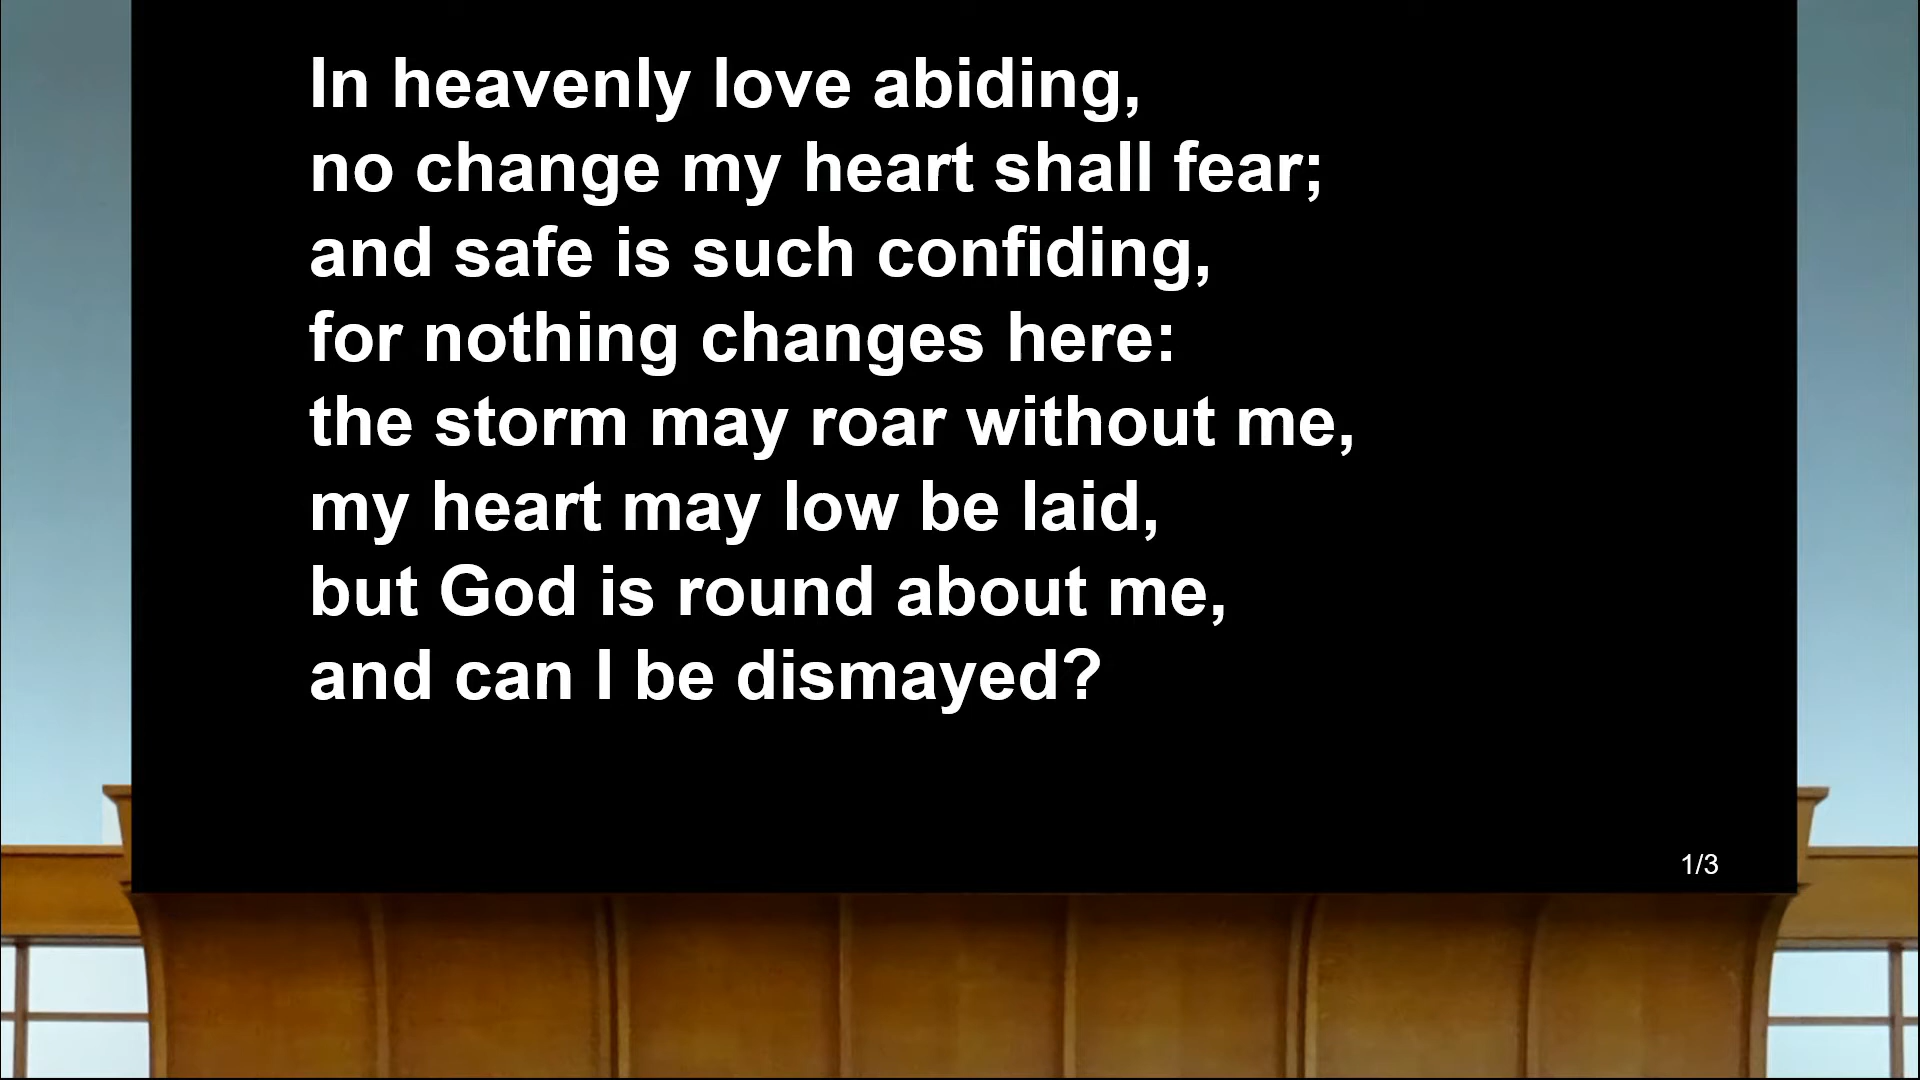 In heavenly love abiding,
no change my heart shall fear;
and safe is such confiding,
for nothing changes here:
the storm may roar without me,
my heart may low be laid,
but God is round about me,
and can I be dismayed?
1/3